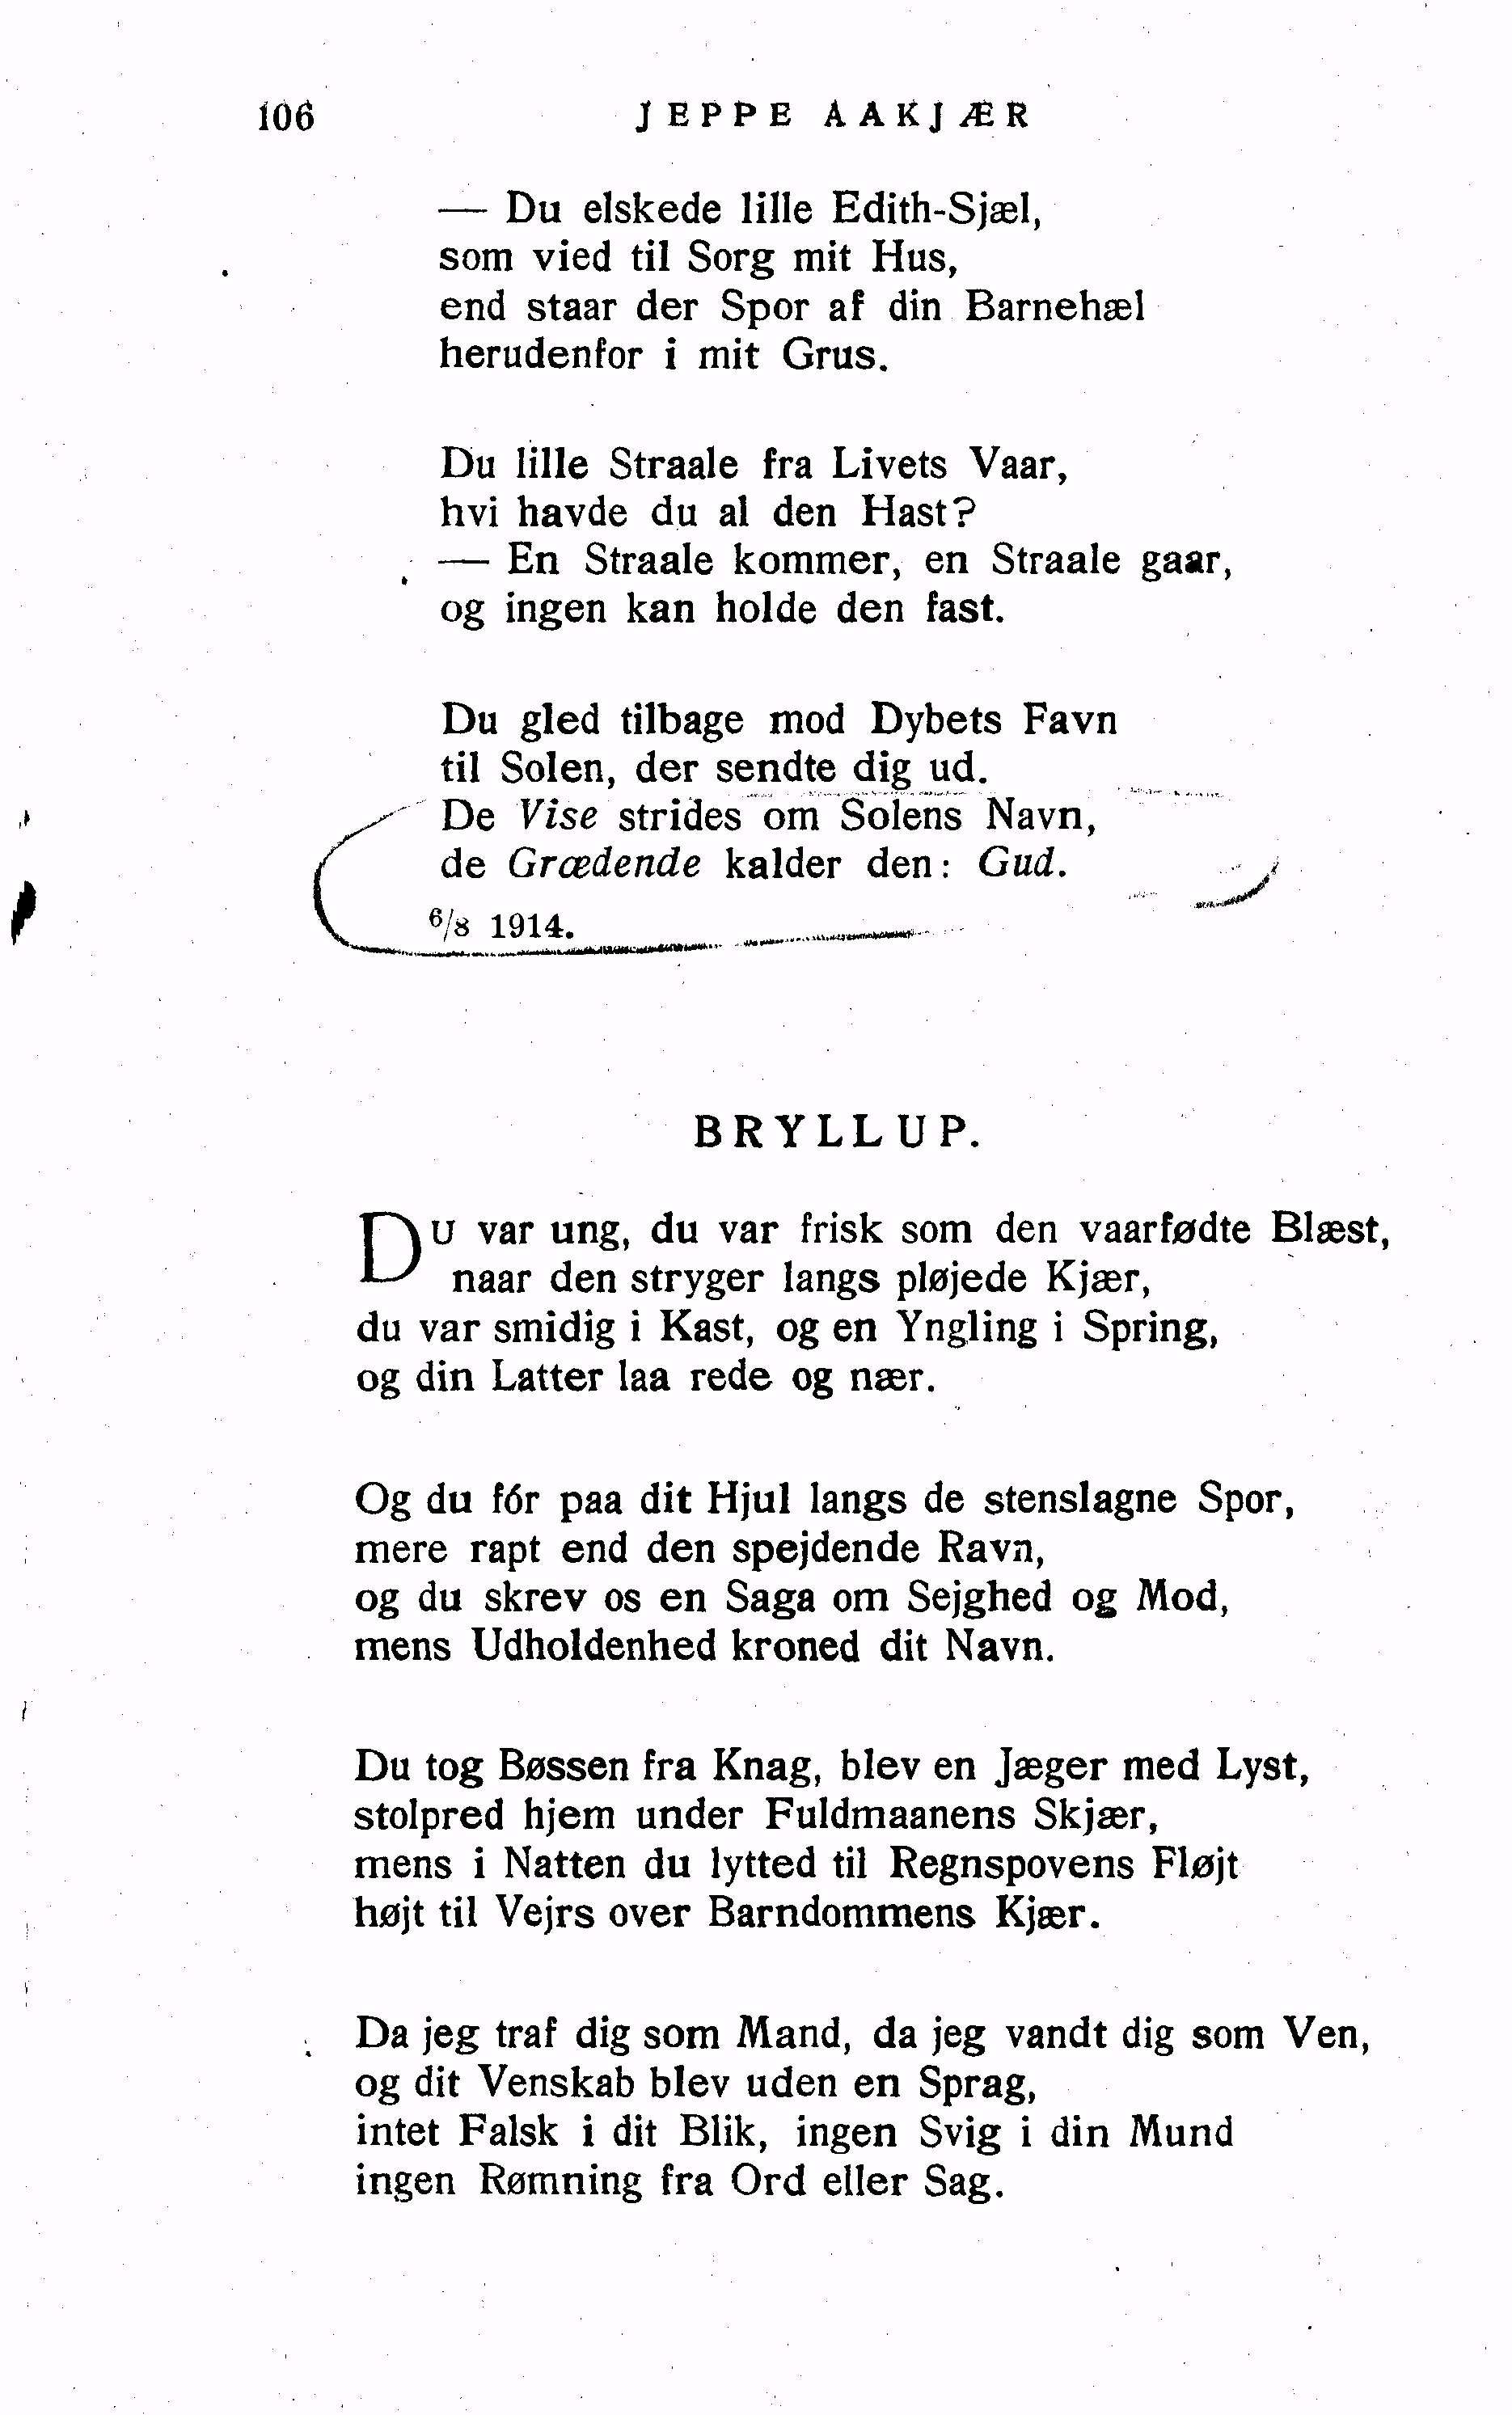 106 JEPPE AAKJÆR
— Du elskede lille Edith-Sjæl,
som vied til Sorg mit Hus,
end staar der Spor af din Barnehæl
herudenfor i mit Grus.
Du lille Straale fra Livets Vaar,
hvi havde du al den Hast?
— En Straale kommer, en Straale gaar,
og ingen kan holde den fast.
Du gled tilbage mod Dybets Favn
til Solen, der sendte dig ud.
De Vise strides om Solens Navn,
de Grædende kalder den: Gud.
6/8 1914.
BRYLLUP.
DU var ung, du var frisk som den vaarfødte Blæst,
naar den stryger langs pløjede Kjær,
du var smidig i Kast, og en Yngling i Spring,
og din Latter laa rede og nær.
Og du fór paa dit Hjul langs de stenslagne Spor,
mere rapt end den spejdende Ravn,
og du skrev os en Saga om Sejghed og Mod,
mens Udholdenhed kroned dit Navn.
Du tog Bøssen fra Knag, blev en Jæger med Lyst,
stolpred hjem under Fuldmaanens Skjær,
mens i Natten du lytted til Regnspovens Fløjt
højt til Vejrs over Barndommens Kjær.
Da jeg traf dig som Mand, da jeg vandt dig som Ven,
og dit Venskab blev uden en Sprag,
intet Falsk i dit Blik, ingen Svig i din Mund
ingen Rømning fra Ord eller Sag.